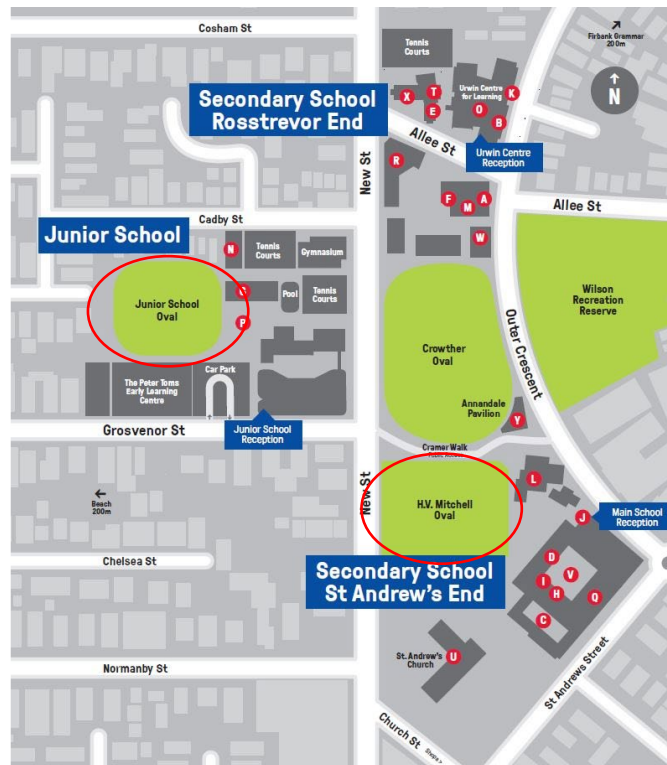 Cosham St
Tennis
Courts
Firbank Grammar
200m
N
Secondary School
Rosstrevor End
Urwin Centre
for Learning
X
T
E
O
K
B
Allee St
Urwin Centre
Reception
New St
R
F
M
A
Allee St
W
Cadby St
Junior School
N
Tennis
Courts
Gymnasium
Junior School
Oval
G
Pool
Tennis
Courts
P
Wilson
Recreation
Reserve
Outer Crescent
Crowther
Oval
The Peter Toms
Early Learning
Centre
Car Park
Annandale
Pavilion
Y
Grosvenor St
Junior School
Reception
Cramer Walk
New St
L
Beach
200m
H.V. Mitchell
Oval
J
Main School
Reception
Chelsea St
Secondary School
St Andrew's End
D
I
V
H
Q
C
St. Andrew's
Church
U
Normanby St
St Andrews Street
Church St
Shops